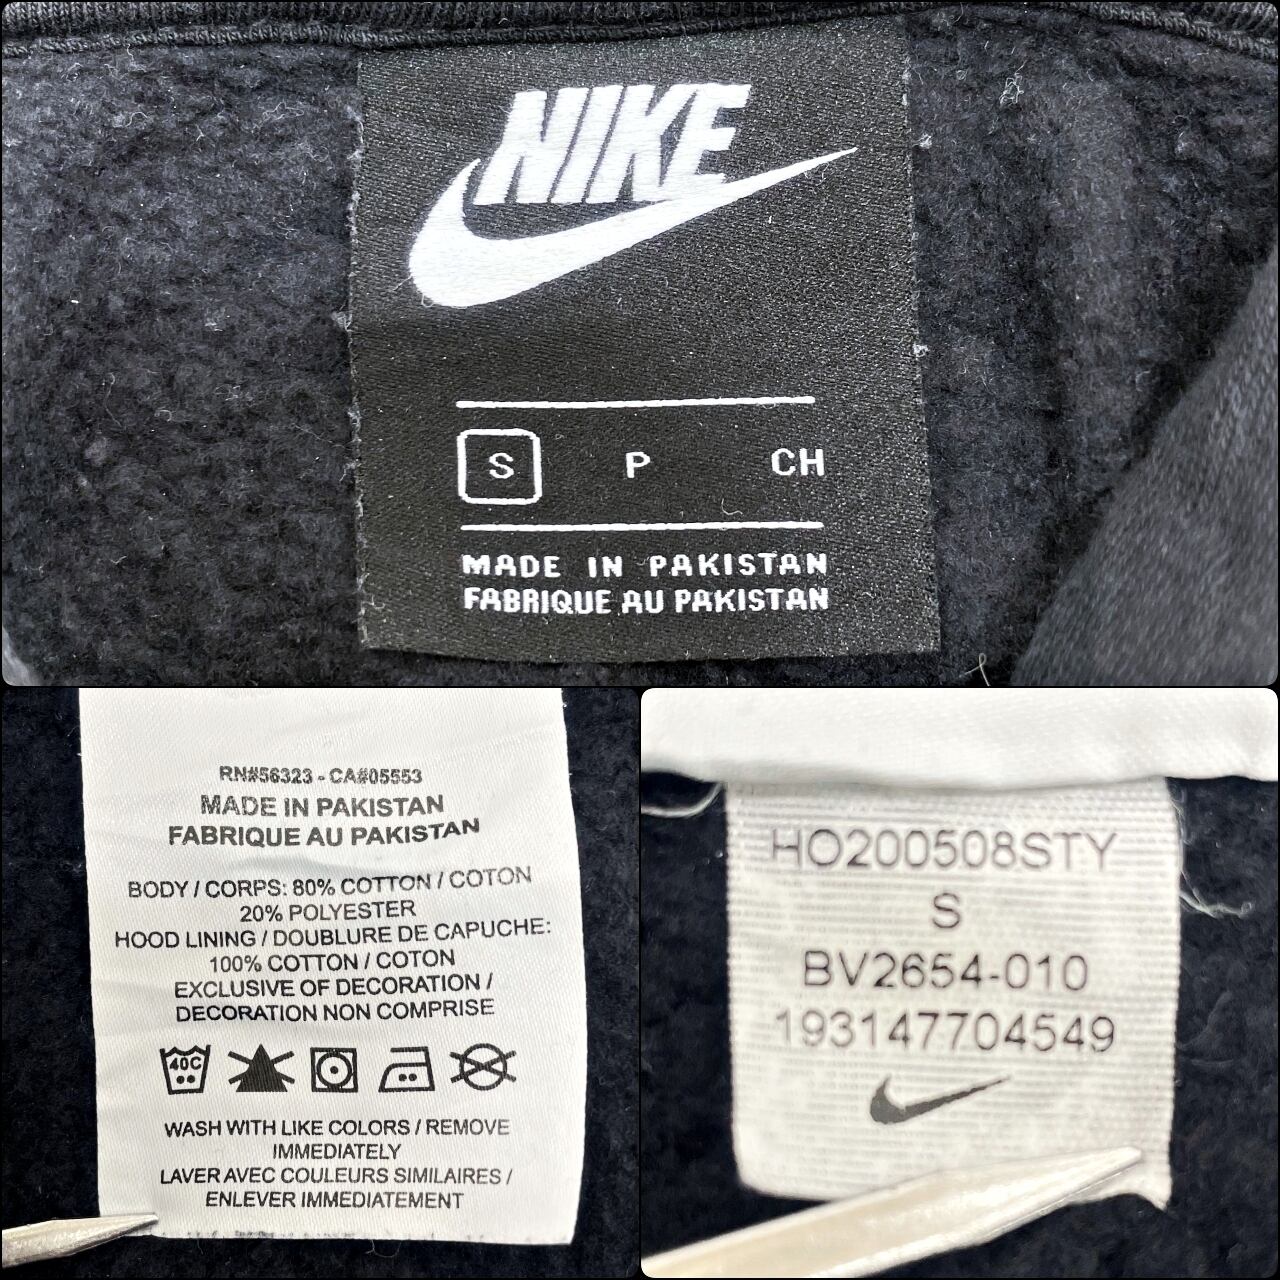 NIKE
S P CH
MADE IN PAKISTAN
FABRIQUE AU PAKISTAN
RN#56323 - CA#05553
MADE IN PAKISTAN
FABRIQUE AU PAKISTAN
BODY / CORPS: 80% COTTON / COTON
20% POLYESTER
HOOD LINING / DOUBLURE DE CAPUCHE:
100% COTTON / COTON
EXCLUSIVE OF DECORATION /
DECORATION NON COMPRISE
40C
WASH WITH LIKE COLORS / REMOVE
IMMEDIATELY
LAVER AVEC COULEURS SIMILAIRES /
ENLEVER IMMEDIATEMENT
HO200508STY
S
BV2654-010
193147704549